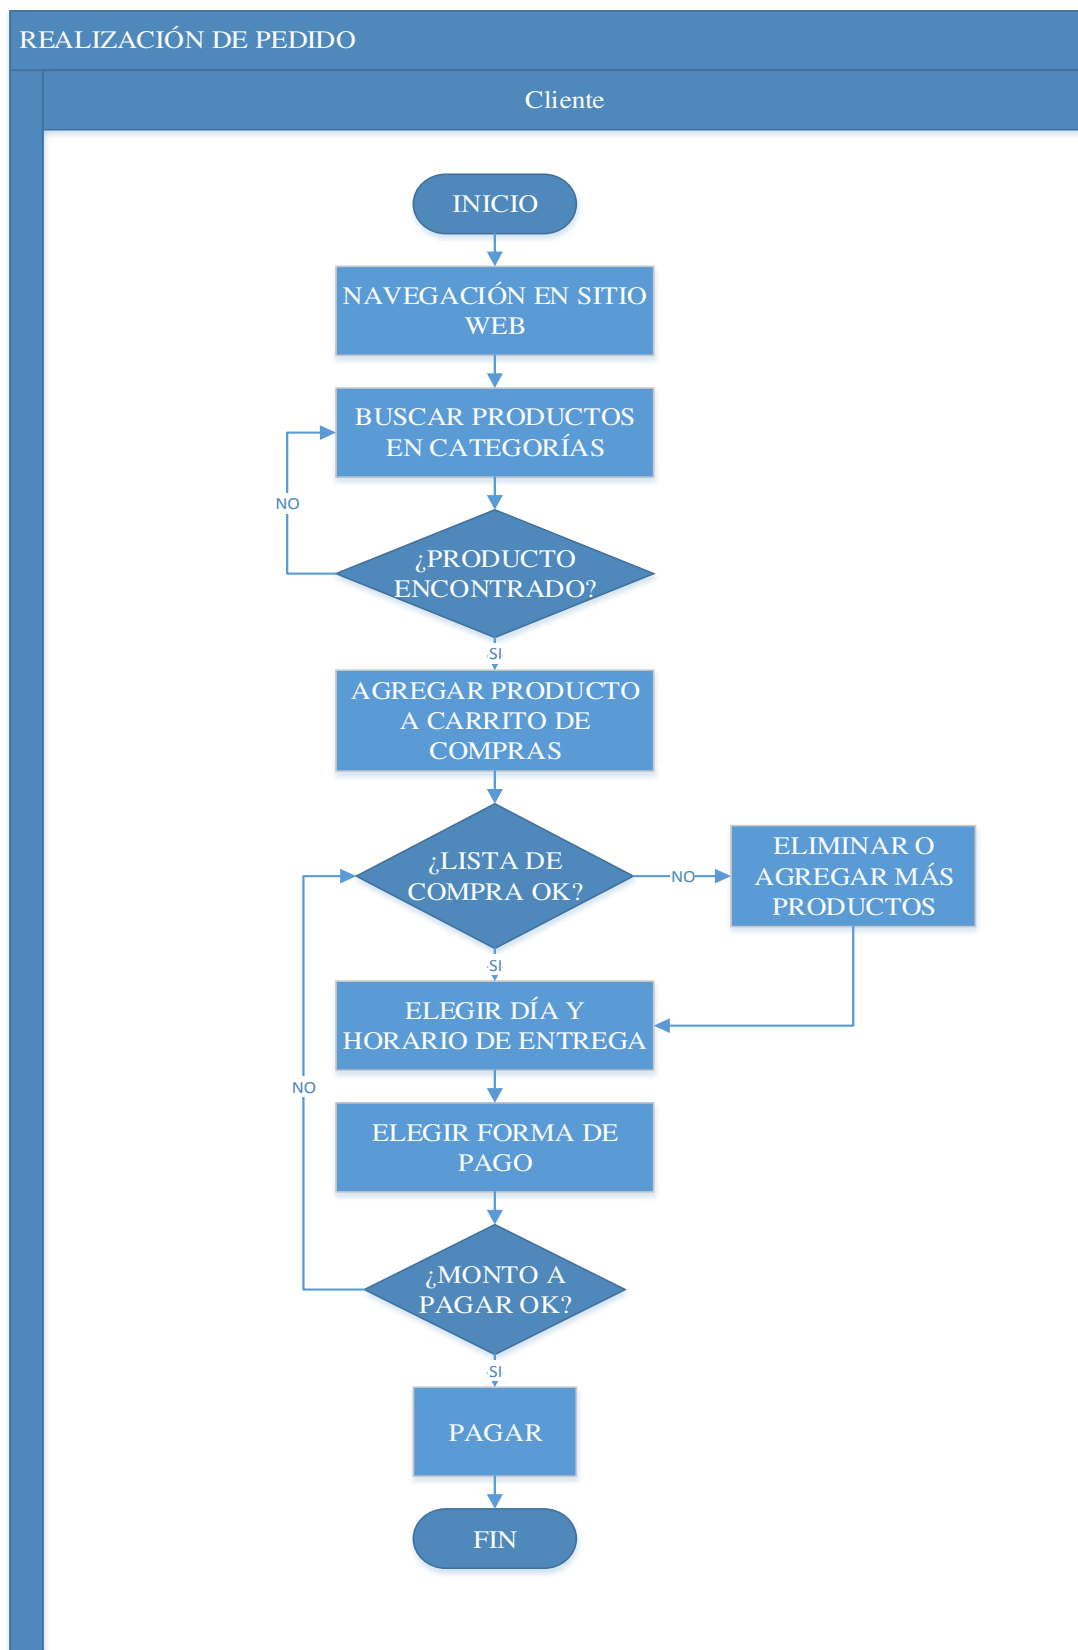 REALIZACIÓN DE PEDIDO
Cliente
INICIO
NAVEGACIÓN EN SITIO
WEB
BUSCAR PRODUCTOS
EN CATEGORÍAS
NO
¿PRODUCTO
ENCONTRADO?
SI
AGREGAR PRODUCTO
A CARRITO DE
COMPRAS
¿LISTA DE
COMPRA OK?
NO
ELIMINAR O
AGREGAR MÁS
PRODUCTOS
SI
ELEGIR DÍA Y
HORARIO DE ENTREGA
NO
ELEGIR FORMA DE
PAGO
¿MONTO A
PAGAR OK?
SI
PAGAR
FIN